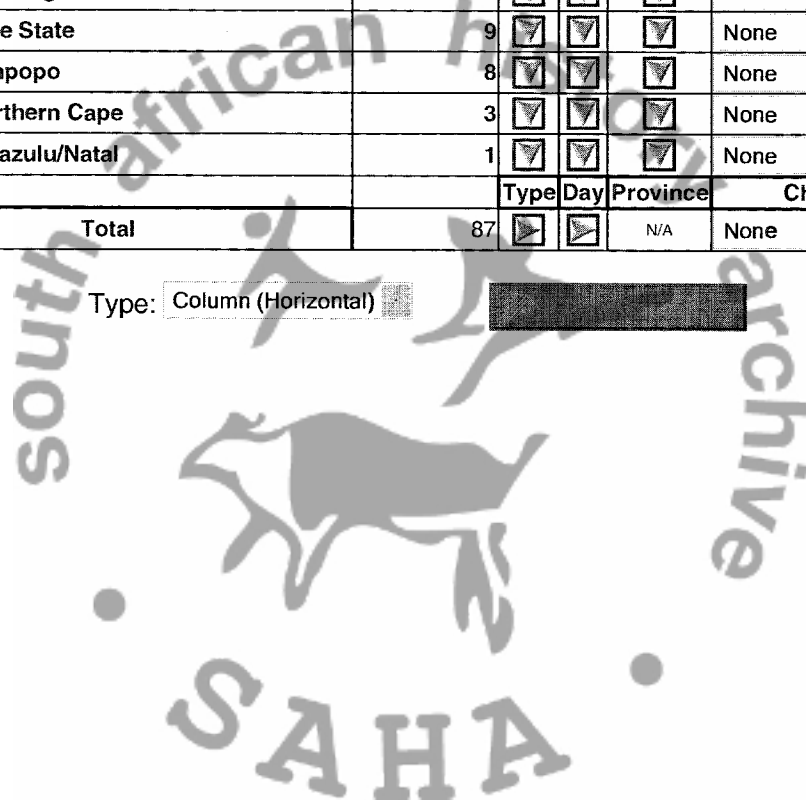 e State 9 None
popo 8 None
rthern Cape 3 None
azulu/Natal 1 None
Type Day Province Ch
Total 87 N/A None
Type: Column (Horizontal)
south african history archive
SAHA